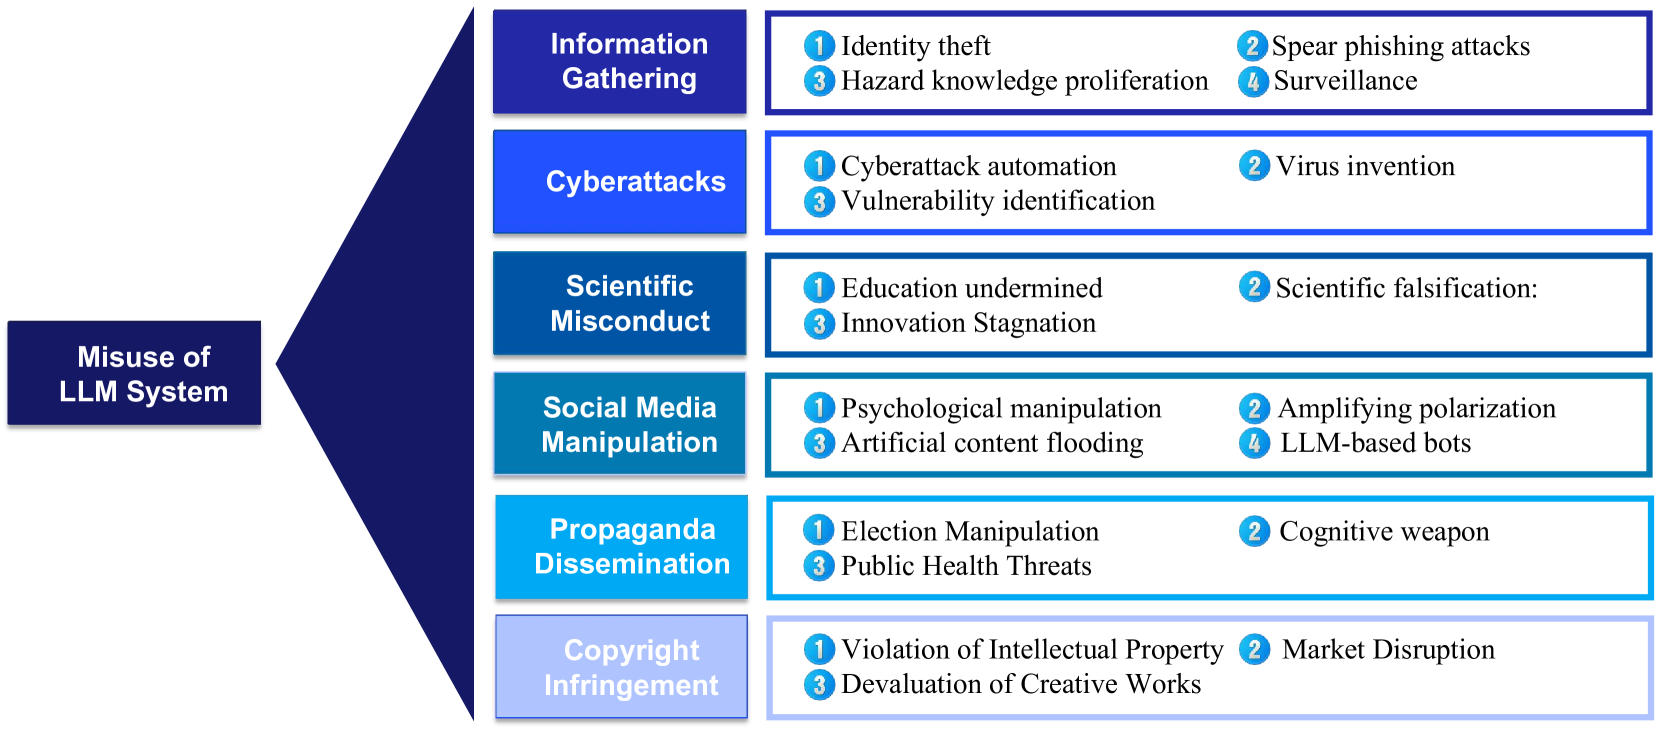 Misuse of
LLM System
Information
Gathering
1 Identity theft
2 Spear phishing attacks
3 Hazard knowledge proliferation
4 Surveillance
Cyberattacks
1 Cyberattack automation
2 Virus invention
3 Vulnerability identification
Scientific
Misconduct
1 Education undermined
2 Scientific falsification:
3 Innovation Stagnation
Social Media
Manipulation
1 Psychological manipulation
2 Amplifying polarization
3 Artificial content flooding
4 LLM-based bots
Propaganda
Dissemination
1 Election Manipulation
2 Cognitive weapon
3 Public Health Threats
Copyright
Infringement
1 Violation of Intellectual Property
2 Market Disruption
3 Devaluation of Creative Works